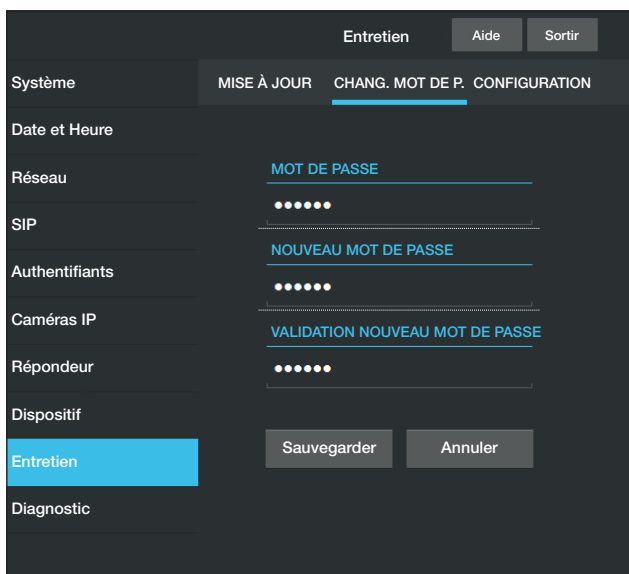 Entretien Aide Sortir
MISE À JOUR CHANG. MOT DE P. CONFIGURATION
Système
Date et Heure
Réseau
SIP
Authentifiants
Caméras IP
Répondeur
Dispositif
Entretien
Diagnostic
MOT DE PASSE
••••••
NOUVEAU MOT DE PASSE
••••••
VALIDATION NOUVEAU MOT DE PASSE
••••••
Sauvegarder Annuler